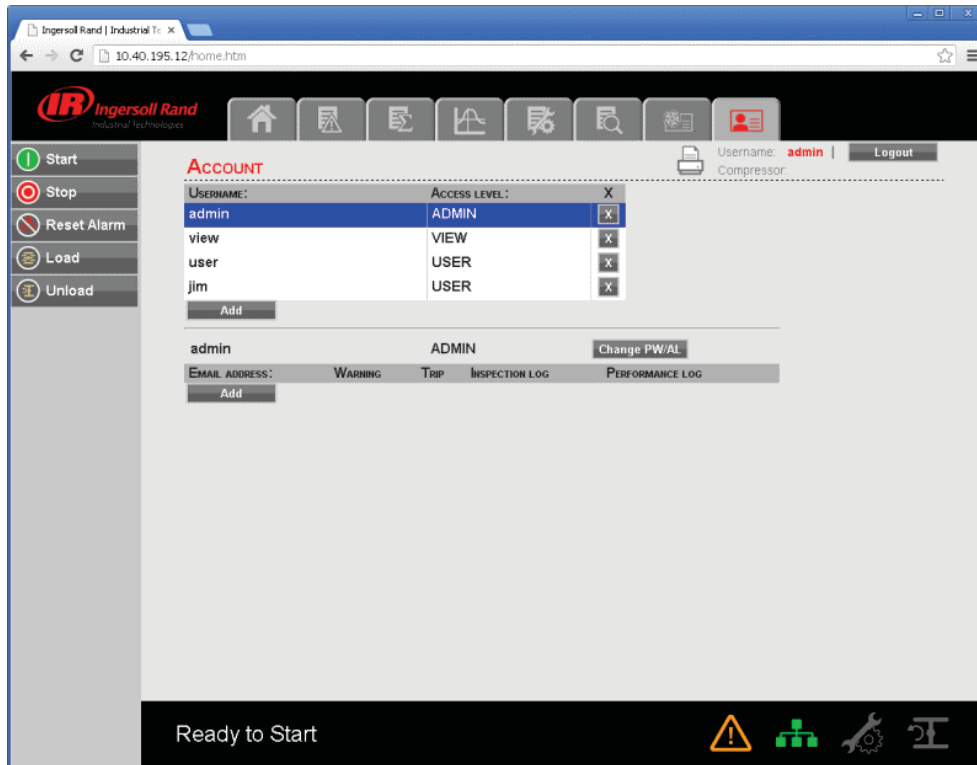 Ingersoll Rand | Industrial Tc
10.40.195.12/home.htm
IR Ingersoll Rand
Industrial Technologies
Start
Stop
Reset Alarm
Load
Unload
Username: admin | Logout
Compressor:
ACCOUNT
USERNAME: ACCESS LEVEL: X
admin ADMIN X
view VIEW X
user USER X
jim USER X
Add
admin ADMIN Change PW/AL
EMAIL ADDRESS: WARNING TRIP INSPECTION LOG PERFORMANCE LOG
Add
Ready to Start